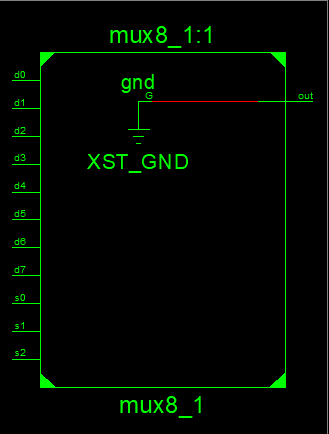 mux8_1:1
gnd
G
out
XST_GND
d0
d1
d2
d3
d4
d5
d6
d7
s0
s1
s2
mux8_1